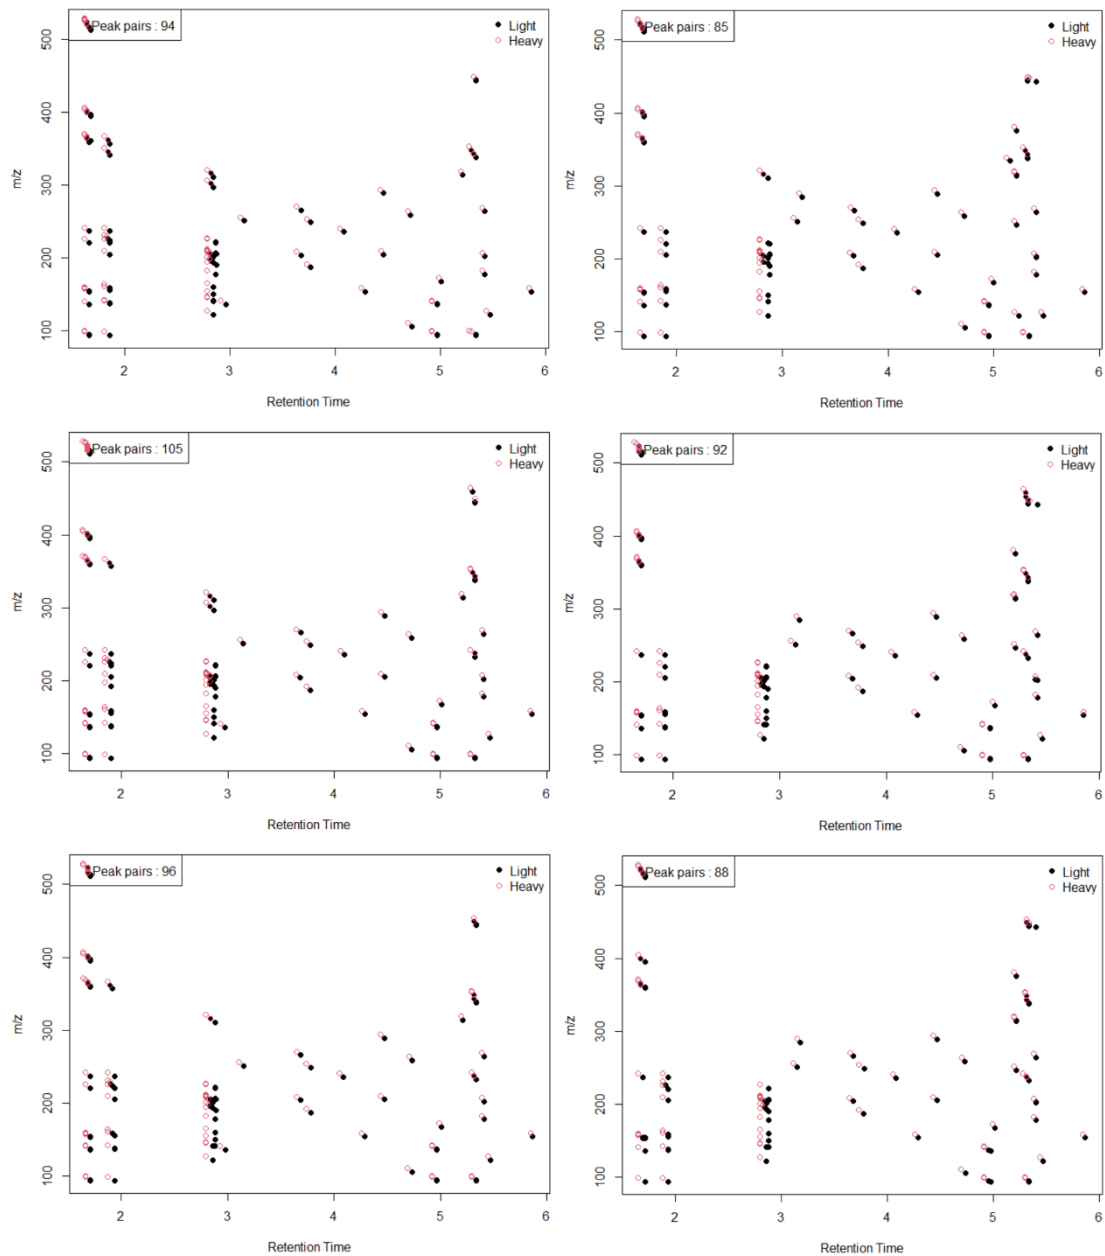 Peak pairs : 94
Light
Heavy
500
400
300
200
100
m/z
2 3 4 5 6
Retention Time
Peak pairs : 85
Light
Heavy
500
400
300
200
100
m/z
2 3 4 5 6
Retention Time
Peak pairs : 105
Light
Heavy
500
400
300
200
100
m/z
2 3 4 5 6
Retention Time
Peak pairs : 92
Light
Heavy
500
400
300
200
100
m/z
2 3 4 5 6
Retention Time
Peak pairs : 96
Light
Heavy
500
400
300
200
100
m/z
2 3 4 5 6
Retention Time
Peak pairs : 88
Light
Heavy
500
400
300
200
100
m/z
2 3 4 5 6
Retention Time